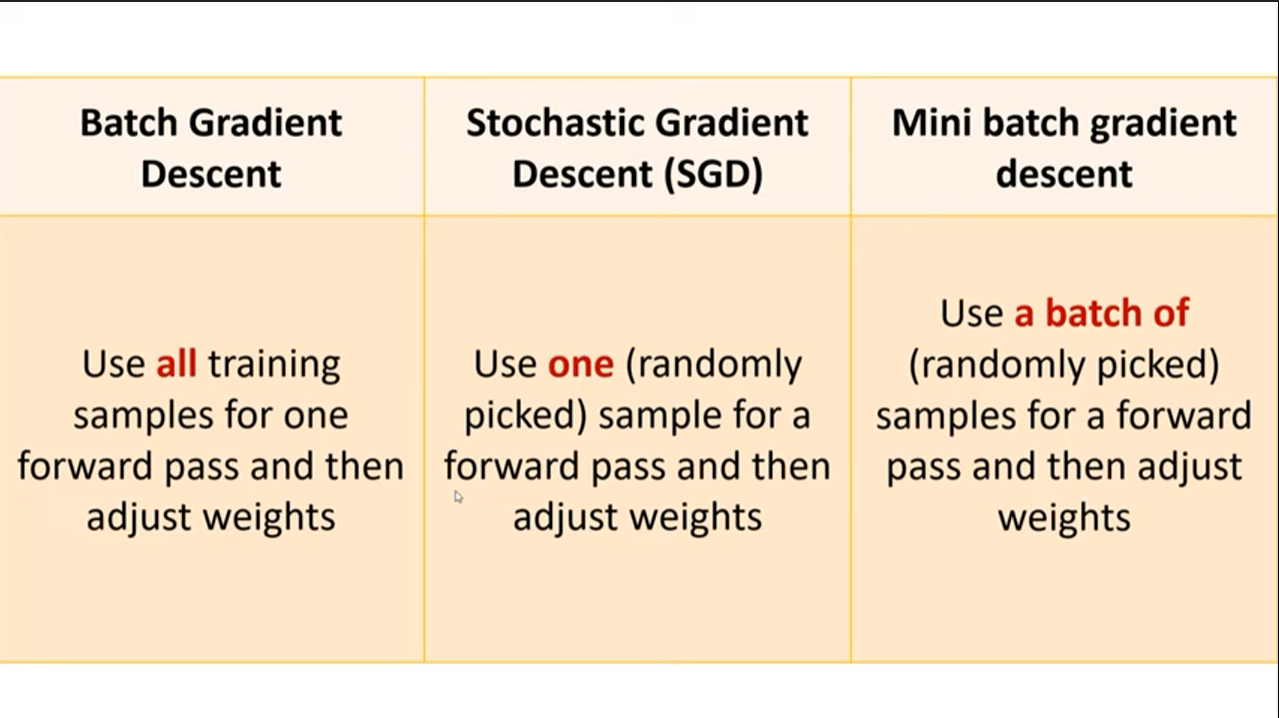 Batch Gradient
Descent
Stochastic Gradient
Descent (SGD)
Mini batch gradient
descent
Use all training
samples for one
forward pass and then
adjust weights
Use one (randomly
picked) sample for a
forward pass and then
adjust weights
Use a batch of
(randomly picked)
samples for a forward
pass and then adjust
weights